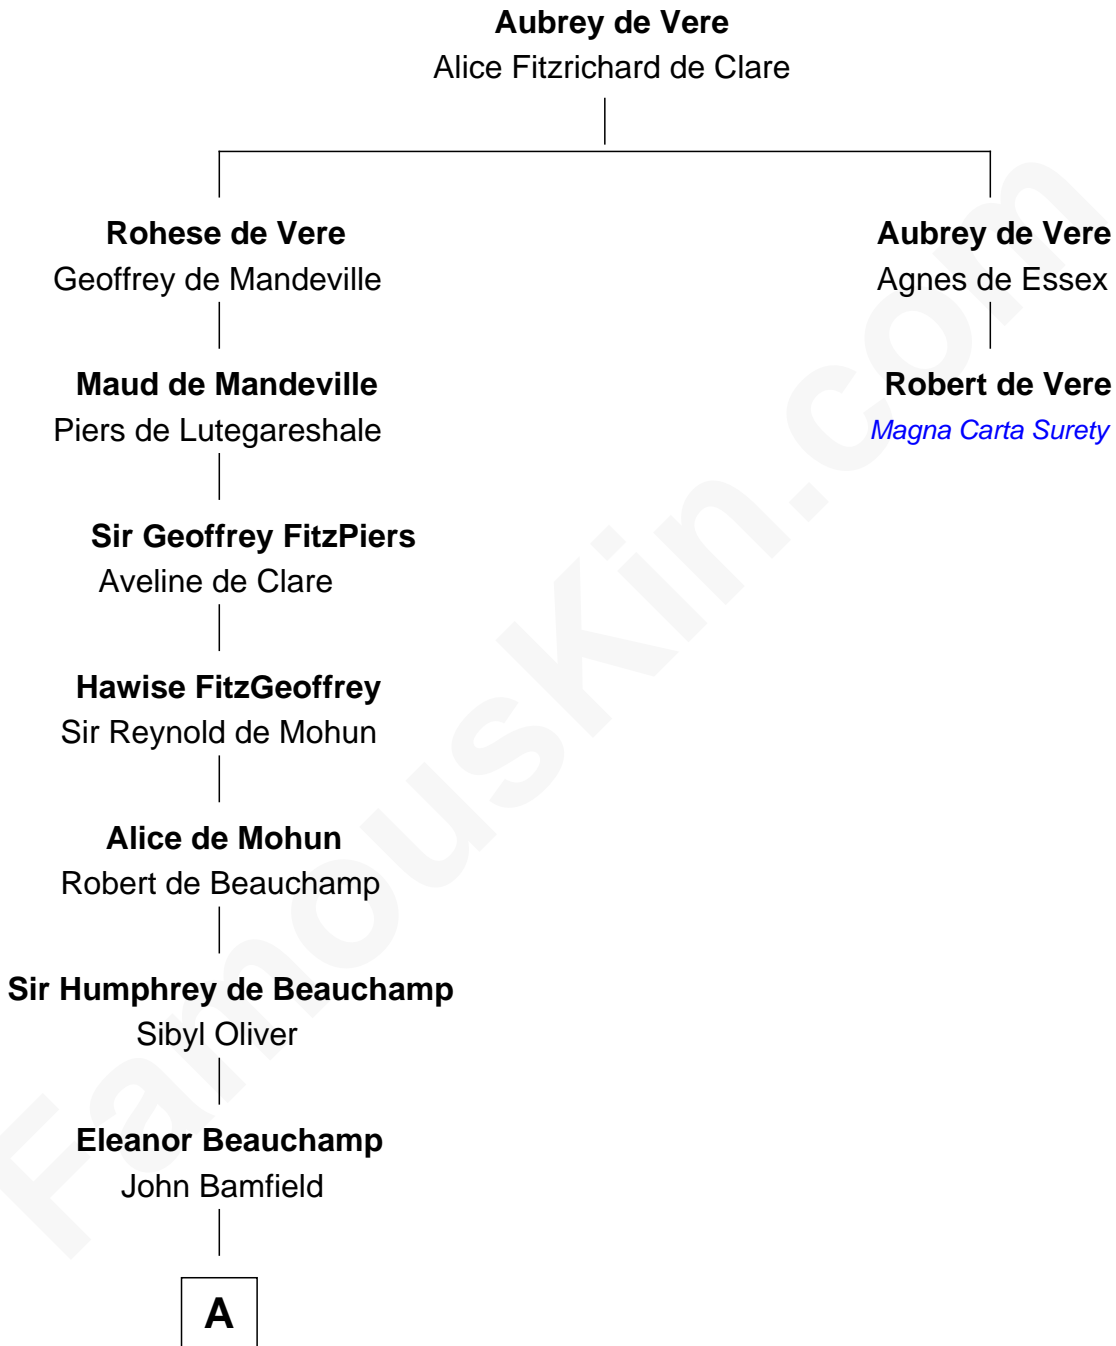 Aubrey de Vere
Alice Fitzrichard de Clare
Rohese de Vere
Geoffrey de Mandeville
Aubrey de Vere
Agnes de Essex
Maud de Mandeville
Piers de Lutegareshale
Robert de Vere
Magna Carta Surety
Sir Geoffrey FitzPiers
Aveline de Clare
Hawise FitzGeoffrey
Sir Reynold de Mohun
Alice de Mohun
Robert de Beauchamp
Sir Humphrey de Beauchamp
Sibyl Oliver
Eleanor Beauchamp
John Bamfield
A
FamousKin.com